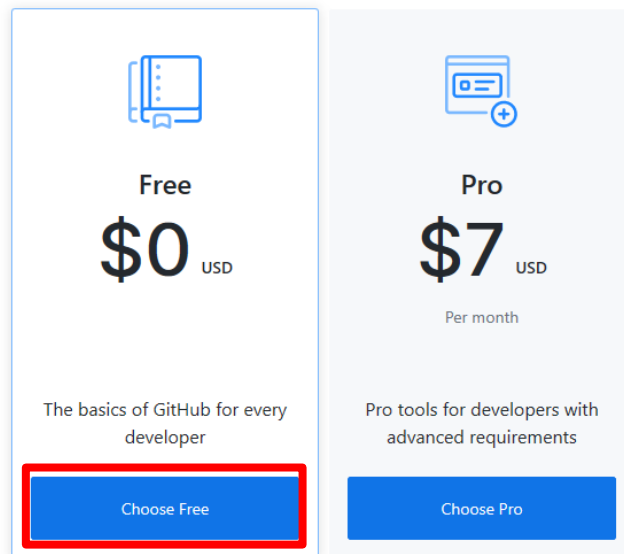 Free
$0 USD
The basics of GitHub for every
developer
Choose Free
Pro
$7 USD
Per month
Pro tools for developers with
advanced requirements
Choose Pro